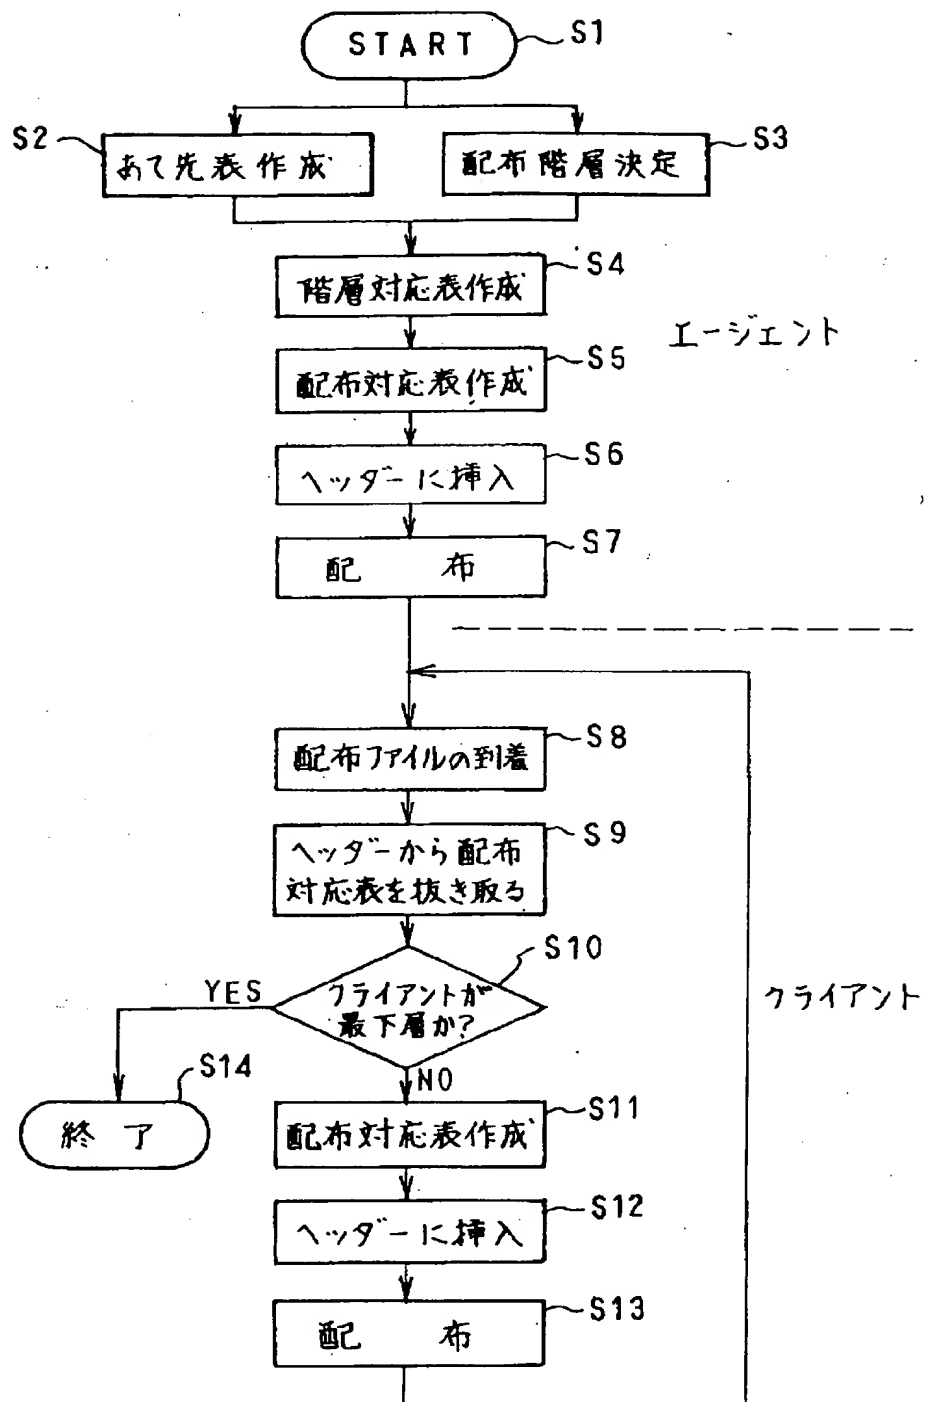 START
S1
S2
あて先表作成
配布階層決定
S3
階層対応表作成
S4
エージェント
配布対応表作成
S5
ヘッダーに挿入
S6
配布
S7
配布ファイルの到着
S8
ヘッダーから配布
対応表を抜き取る
S9
S10
YES
クライアントが
最下層か?
クライアント
NO
S14
終了
配布対応表作成
S11
ヘッダーに挿入
S12
配布
S13